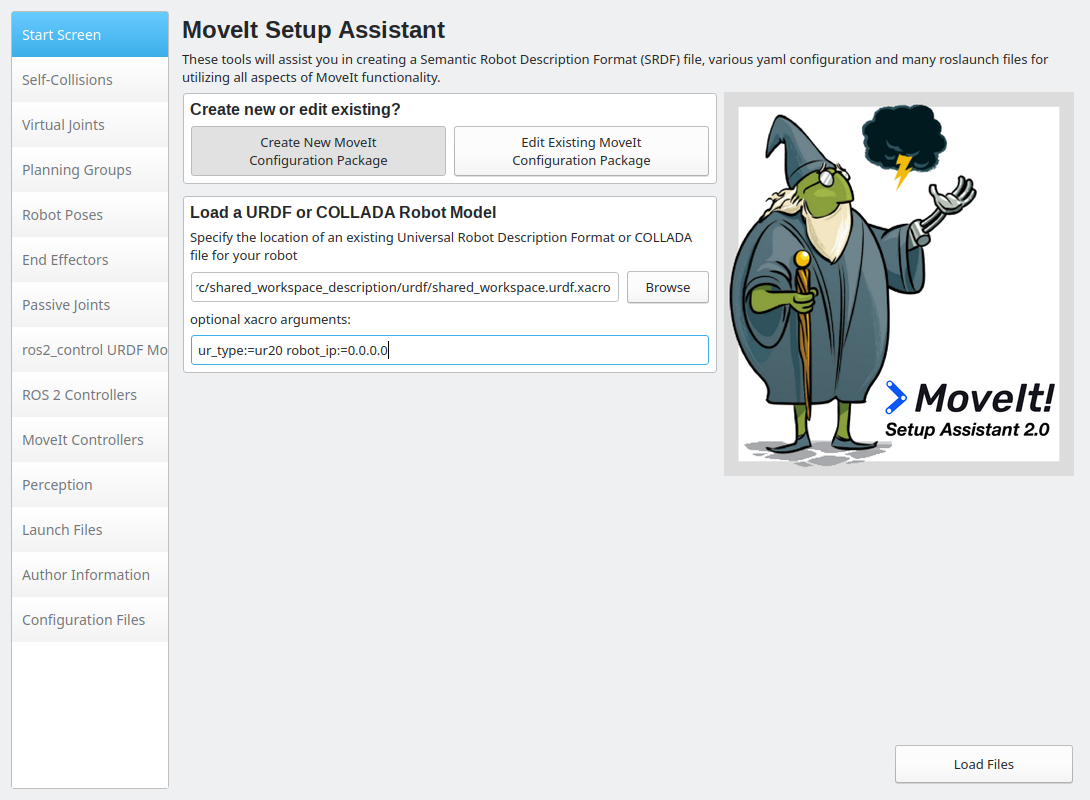 Start Screen
Self-Collisions
Virtual Joints
Planning Groups
Robot Poses
End Effectors
Passive Joints
ros2_control URDF Mo
ROS 2 Controllers
MoveIt Controllers
Perception
Launch Files
Author Information
Configuration Files
MoveIt Setup Assistant
These tools will assist you in creating a Semantic Robot Description Format (SRDF) file, various yaml configuration and many roslaunch files for
utilizing all aspects of MoveIt functionality.
Create new or edit existing?
Create New MoveIt
Configuration Package
Edit Existing MoveIt
Configuration Package
Load a URDF or COLLADA Robot Model
Specify the location of an existing Universal Robot Description Format or COLLADA
file for your robot
rc/shared_workspace_description/urdf/shared_workspace.urdf.xacro
Browse
optional xacro arguments:
ur_type:=ur20 robot_ip:=0.0.0.0
MoveIt!
Setup Assistant 2.0
Load Files